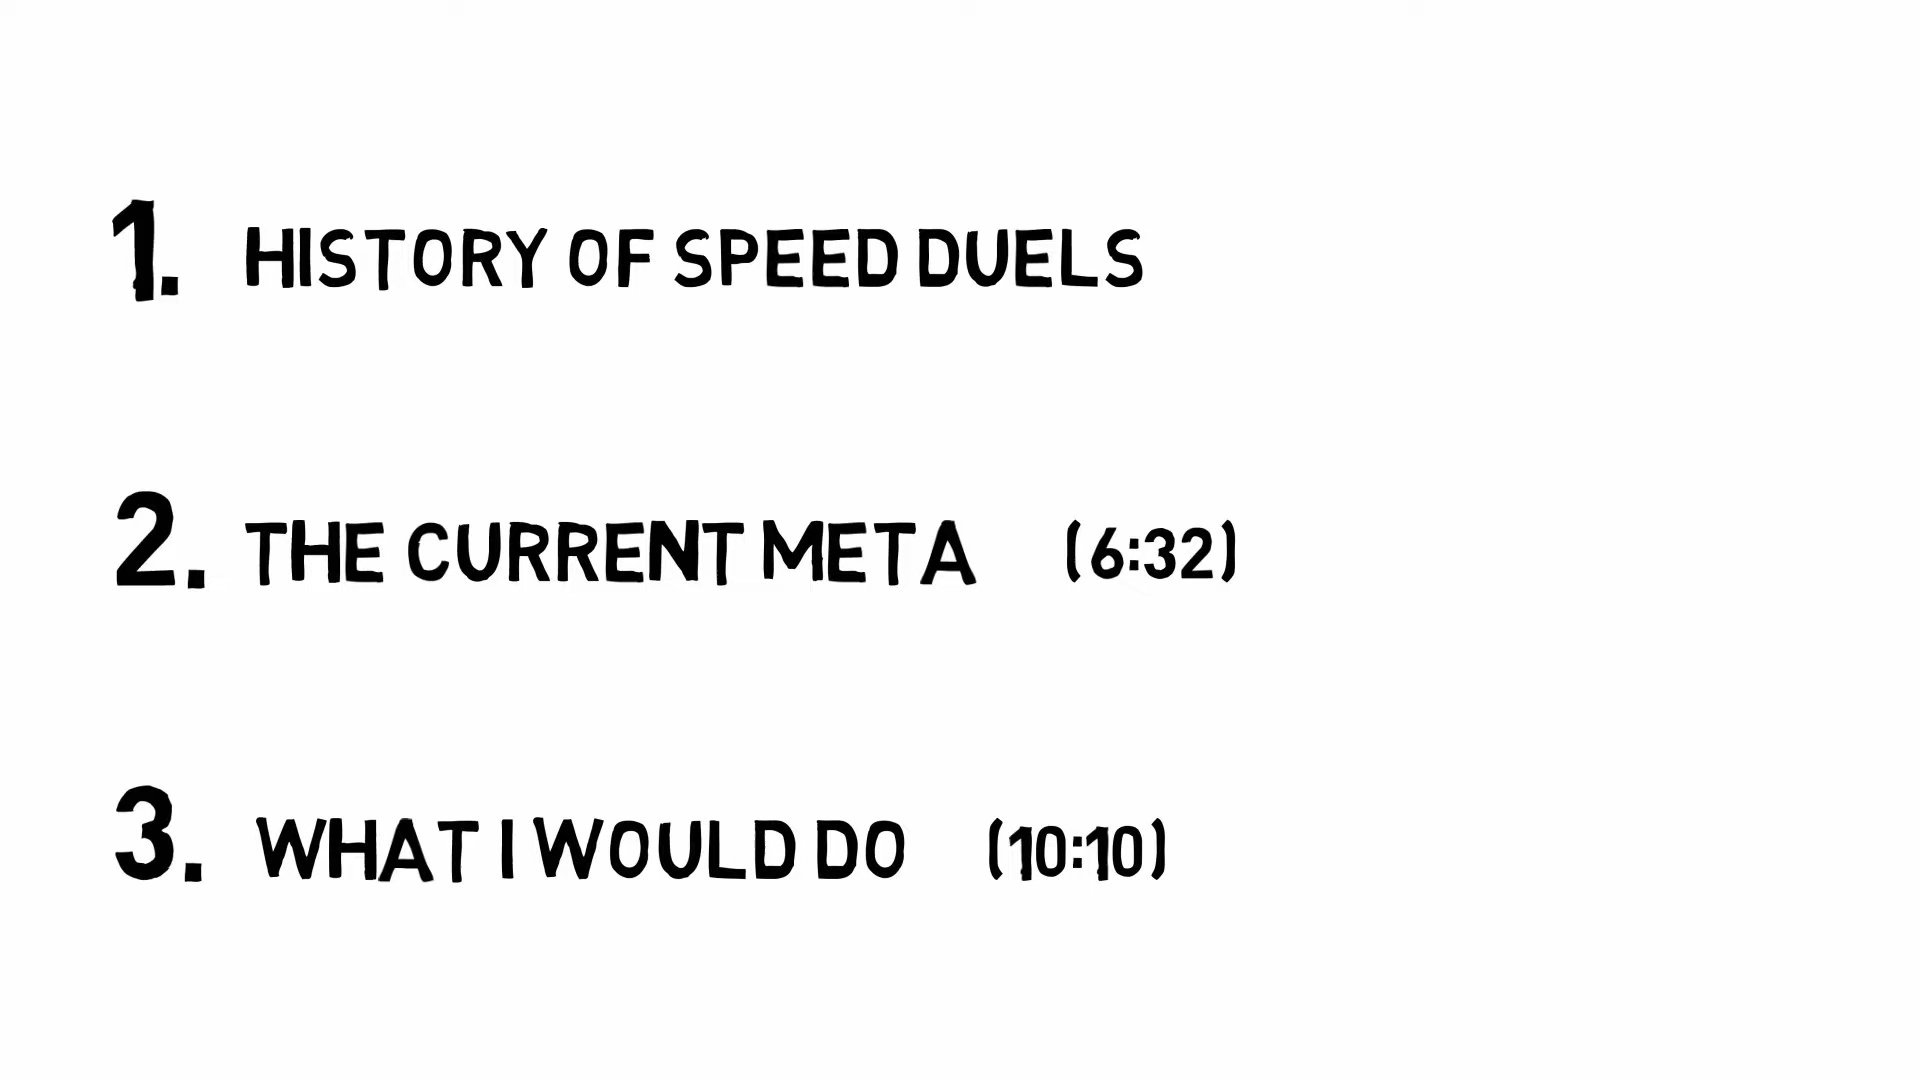 1. HISTORY OF SPEED DUELS
2. THE CURRENT META (6:32)
3. WHAT I WOULD DO (10:10)